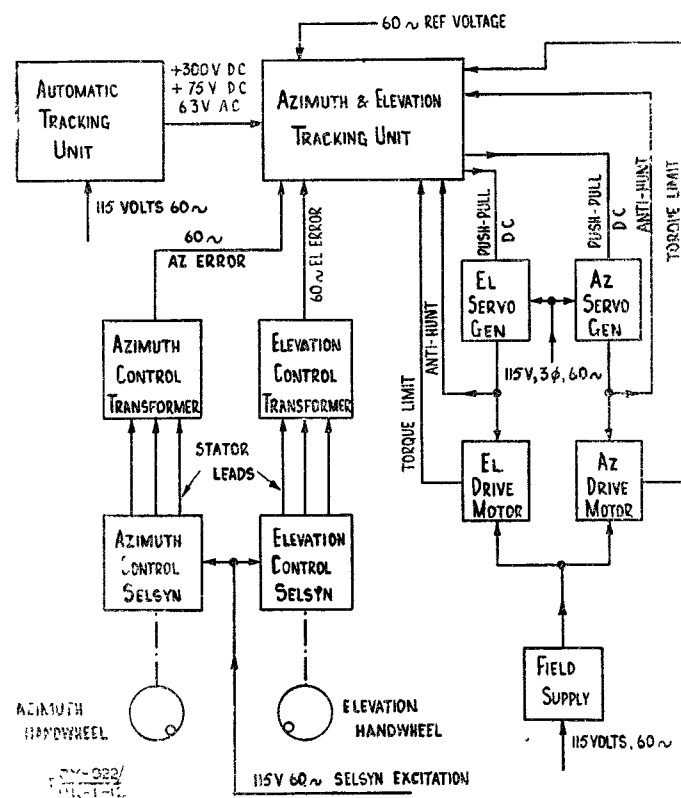 60~ REF VOLTAGE
AUTOMATIC
TRACKING
UNIT
+300V DC
+75V DC
6.3V AC
AZIMUTH & ELEVATION
TRACKING UNIT
115 VOLTS 60~
60~
AZ ERROR
60~ EL ERROR
PUSH-PULL
DC
PUSH-PULL
DC
ANTI-HUNT
TORQUE LIMIT
EL
SERVO
GEN
AZ
SERVO
GEN
115V, 3φ, 60~
ANTI-HUNT
TORQUE LIMIT
AZIMUTH
CONTROL
TRANSFORMER
ELEVATION
CONTROL
TRANSFORMER
STATOR
LEADS
EL
DRIVE
MOTOR
AZ
DRIVE
MOTOR
AZIMUTH
CONTROL
SELSYN
ELEVATION
CONTROL
SELSYN
FIELD
SUPPLY
AZIMUTH
HANDWHEEL
ELEVATION
HANDWHEEL
115 VOLTS, 60~
115V 60~ SELSYN EXCITATION